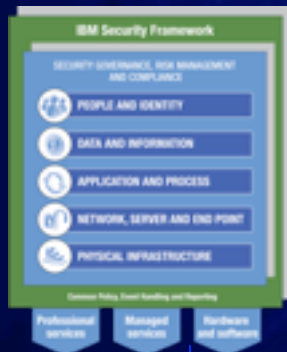 IBM Security Framework
SECURITY GOVERNANCE, RISK MANAGEMENT
AND COMPLIANCE
PEOPLE AND IDENTITY
DATA AND INFORMATION
APPLICATION AND PROCESS
NETWORK, SERVER AND END POINT
PHYSICAL INFRASTRUCTURE
Common Policy, Event Handling and Reporting
Professional
services
Managed
services
Hardware
and software